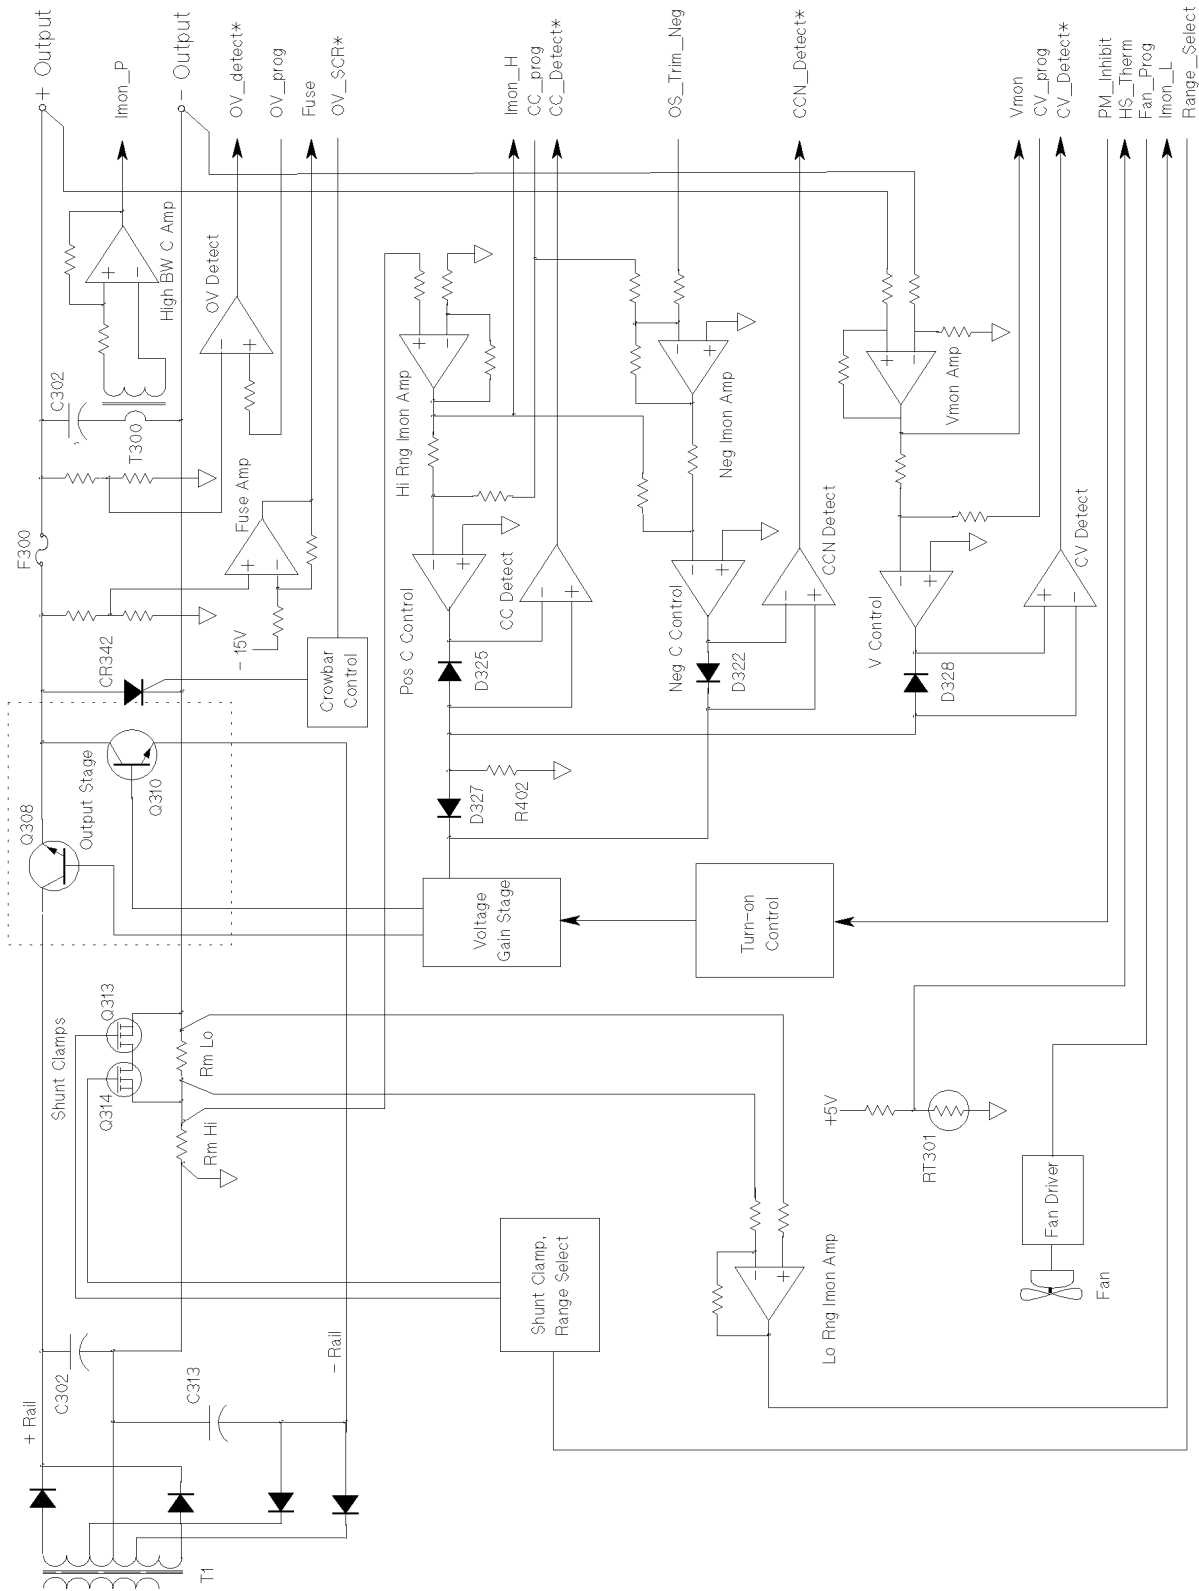 + Output
Imon_P
- Output
OV_detect*
OV_prog
Fuse
OV_SCR*
Imon_H
CC_prog
CC_Detect*
OS_Trim_Neg
CCN_Detect*
Vmon
CV_prog
CV_Detect*
PM_Inhibit
HS_Therm
Fan_Prog
Imon_L
Range_Select
High BW C Amp
+
-
OV Detect
-
+
C302
T300
F300
Fuse Amp
+
-
-15V
CR342
Crowbar
Control
Q308
Output Stage
Q310
Hi Rng Imon Amp
+
-
Pos C Control
-
+
CC Detect
-
+
D325
D327
R402
Neg Imon Amp
-
+
Neg C Control
-
+
CCN Detect
-
+
D322
Vmon Amp
+
-
V Control
-
+
CV Detect
+
-
D328
Voltage
Gain Stage
Turn-on
Control
Shunt Clamps
Q313
Q314
Rm Lo
Rm Hi
+5V
RT301
Fan Driver
Fan
Shunt Clamp,
Range Select
-
+
Lo Rng Imon Amp
+ Rail
C302
C313
- Rail
T1